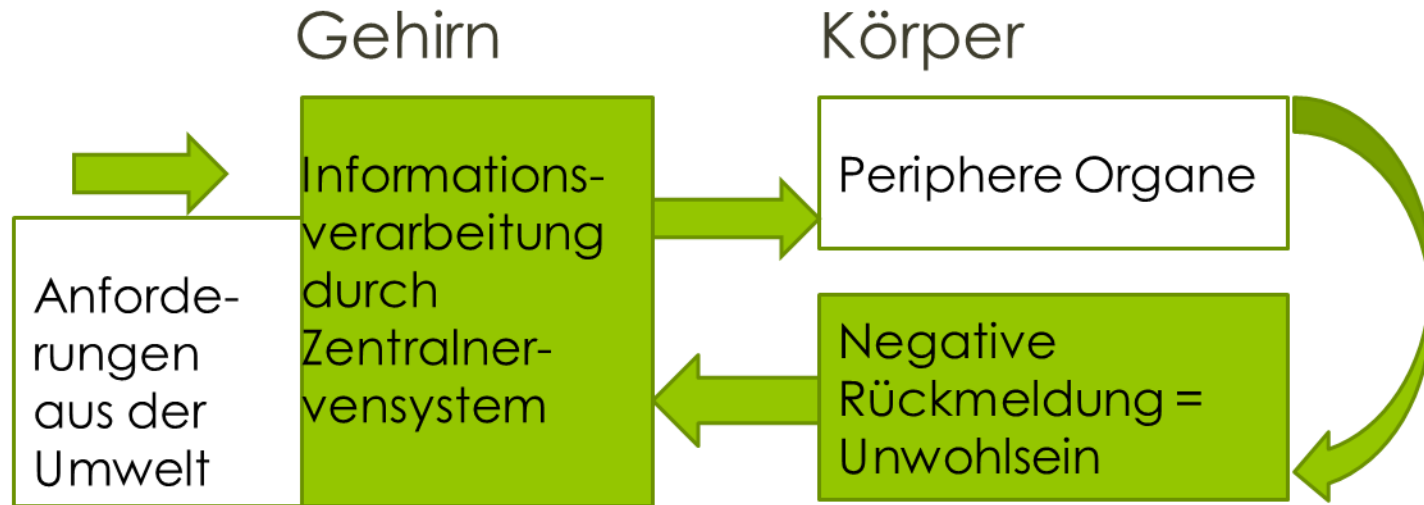 Gehirn
Körper
Anforde-
rungen
aus der
Umwelt
Informations-
verarbeitung
durch
Zentralner-
vensystem
Periphere Organe
Negative
Rückmeldung =
Unwohlsein